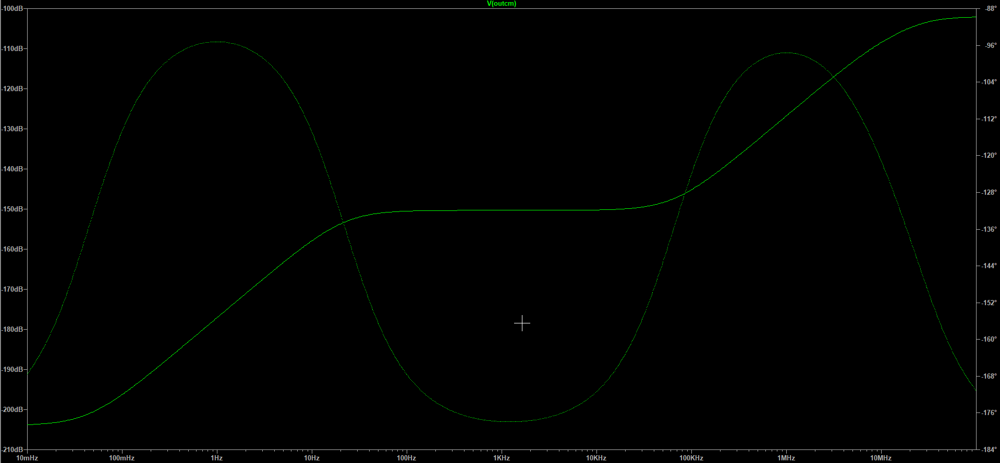 V(outcm)
-100dB
-110dB
-120dB
-130dB
-140dB
-150dB
-160dB
-170dB
-180dB
-190dB
-200dB
-210dB
-88°
-96°
-104°
-112°
-120°
-128°
-136°
-144°
-152°
-160°
-168°
-176°
-184°
10mHz 100mHz 1Hz 10Hz 100Hz 1KHz 10KHz 100KHz 1MHz 10MHz